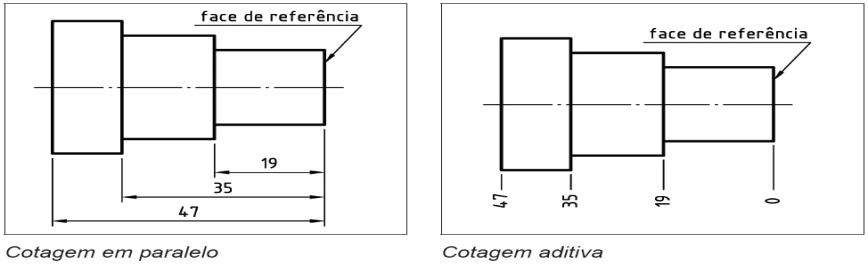 face de referência
19
35
47
Cotagem em paralelo
face de referência
47 35 19 0
Cotagem aditiva